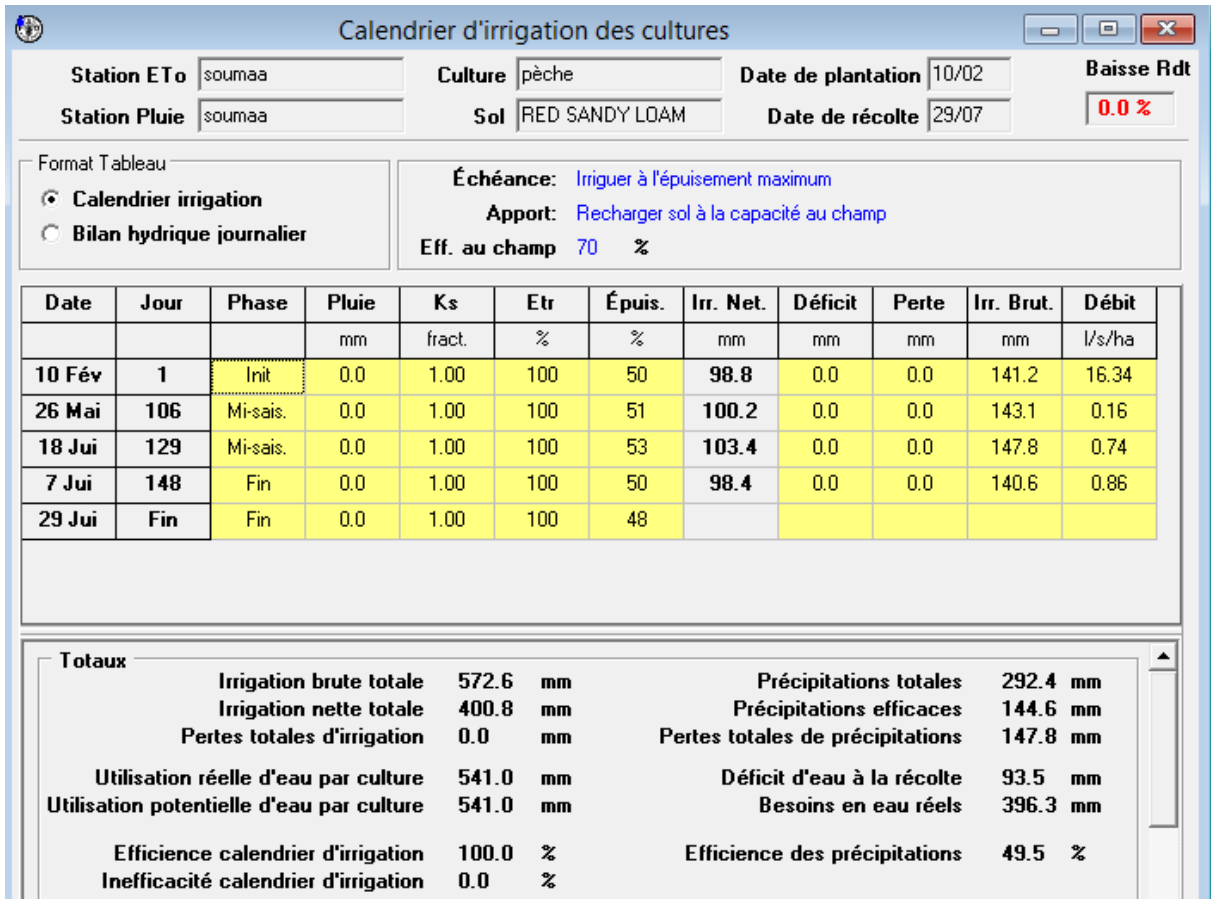 Calendrier d'irrigation des cultures
Station ETo soumaa Culture pèche Date de plantation 10/02 Baisse Rdt
Station Pluie soumaa Sol RED SANDY LOAM Date de récolte 29/07 0.0 %
Format Tableau
Calendrier irrigation
Bilan hydrique journalier
Échéance: Irriguer à l'épuisement maximum
Apport: Recharger sol à la capacité au champ
Eff. au champ 70 %
Date Jour Phase Pluie Ks Etr Épuis. Irr. Net. Déficit Perte Irr. Brut. Débit
mm fract. % % mm mm mm mm l/s/ha
10 Fév 1 Init 0.0 1.00 100 50 98.8 0.0 0.0 141.2 16.34
26 Mai 106 Mi-sais. 0.0 1.00 100 51 100.2 0.0 0.0 143.1 0.16
18 Jui 129 Mi-sais. 0.0 1.00 100 53 103.4 0.0 0.0 147.8 0.74
7 Jui 148 Fin 0.0 1.00 100 50 98.4 0.0 0.0 140.6 0.86
29 Jui Fin Fin 0.0 1.00 100 48
Totaux
Irrigation brute totale 572.6 mm Précipitations totales 292.4 mm
Irrigation nette totale 400.8 mm Précipitations efficaces 144.6 mm
Pertes totales d'irrigation 0.0 mm Pertes totales de précipitations 147.8 mm
Utilisation réelle d'eau par culture 541.0 mm Déficit d'eau à la récolte 93.5 mm
Utilisation potentielle d'eau par culture 541.0 mm Besoins en eau réels 396.3 mm
Efficience calendrier d'irrigation 100.0 % Efficience des précipitations 49.5 %
Inefficacité calendrier d'irrigation 0.0 %